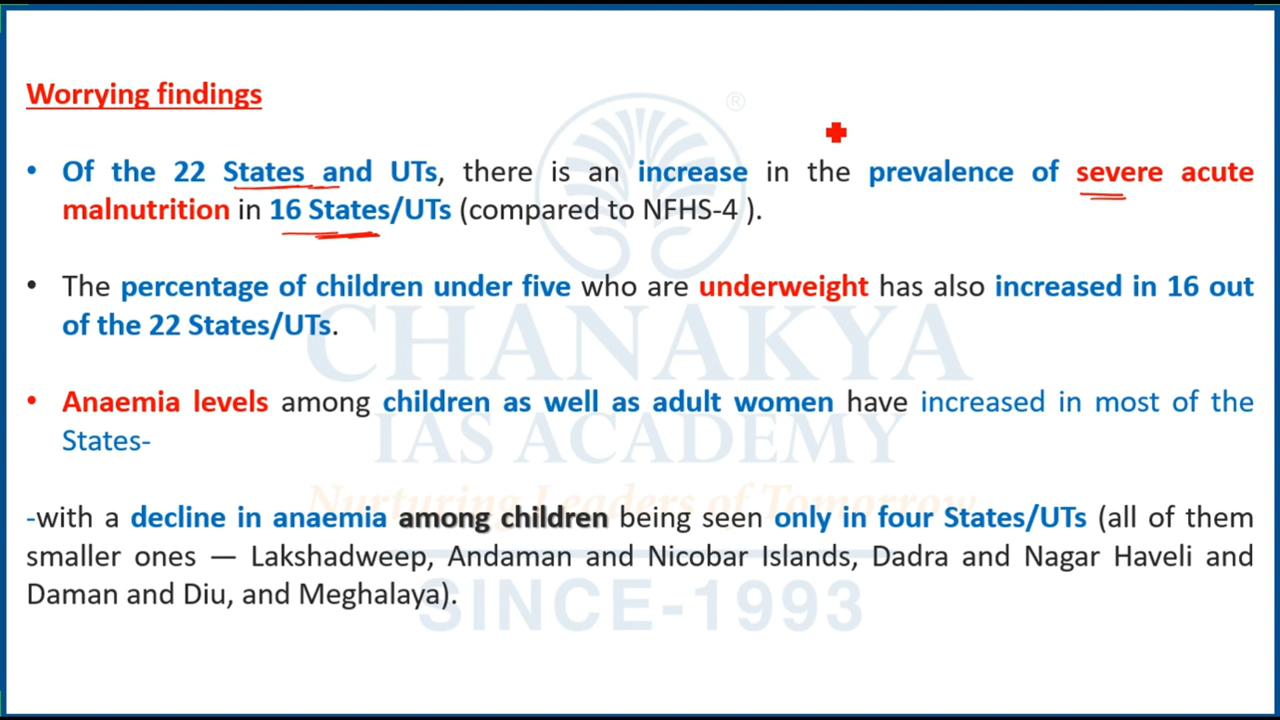 Worrying findings
• Of the 22 States and UTs, there is an increase in the prevalence of severe acute
malnutrition in 16 States/UTs (compared to NFHS-4 ).
• The percentage of children under five who are underweight has also increased in 16 out
of the 22 States/UTs.
• Anaemia levels among children as well as adult women have increased in most of the
States-
-with a decline in anaemia among children being seen only in four States/UTs (all of them
smaller ones — Lakshadweep, Andaman and Nicobar Islands, Dadra and Nagar Haveli and
Daman and Diu, and Meghalaya).
®
CHANAKYA
IAS ACADEMY
Nurturing Leaders of Tomorrow
SINCE-1993